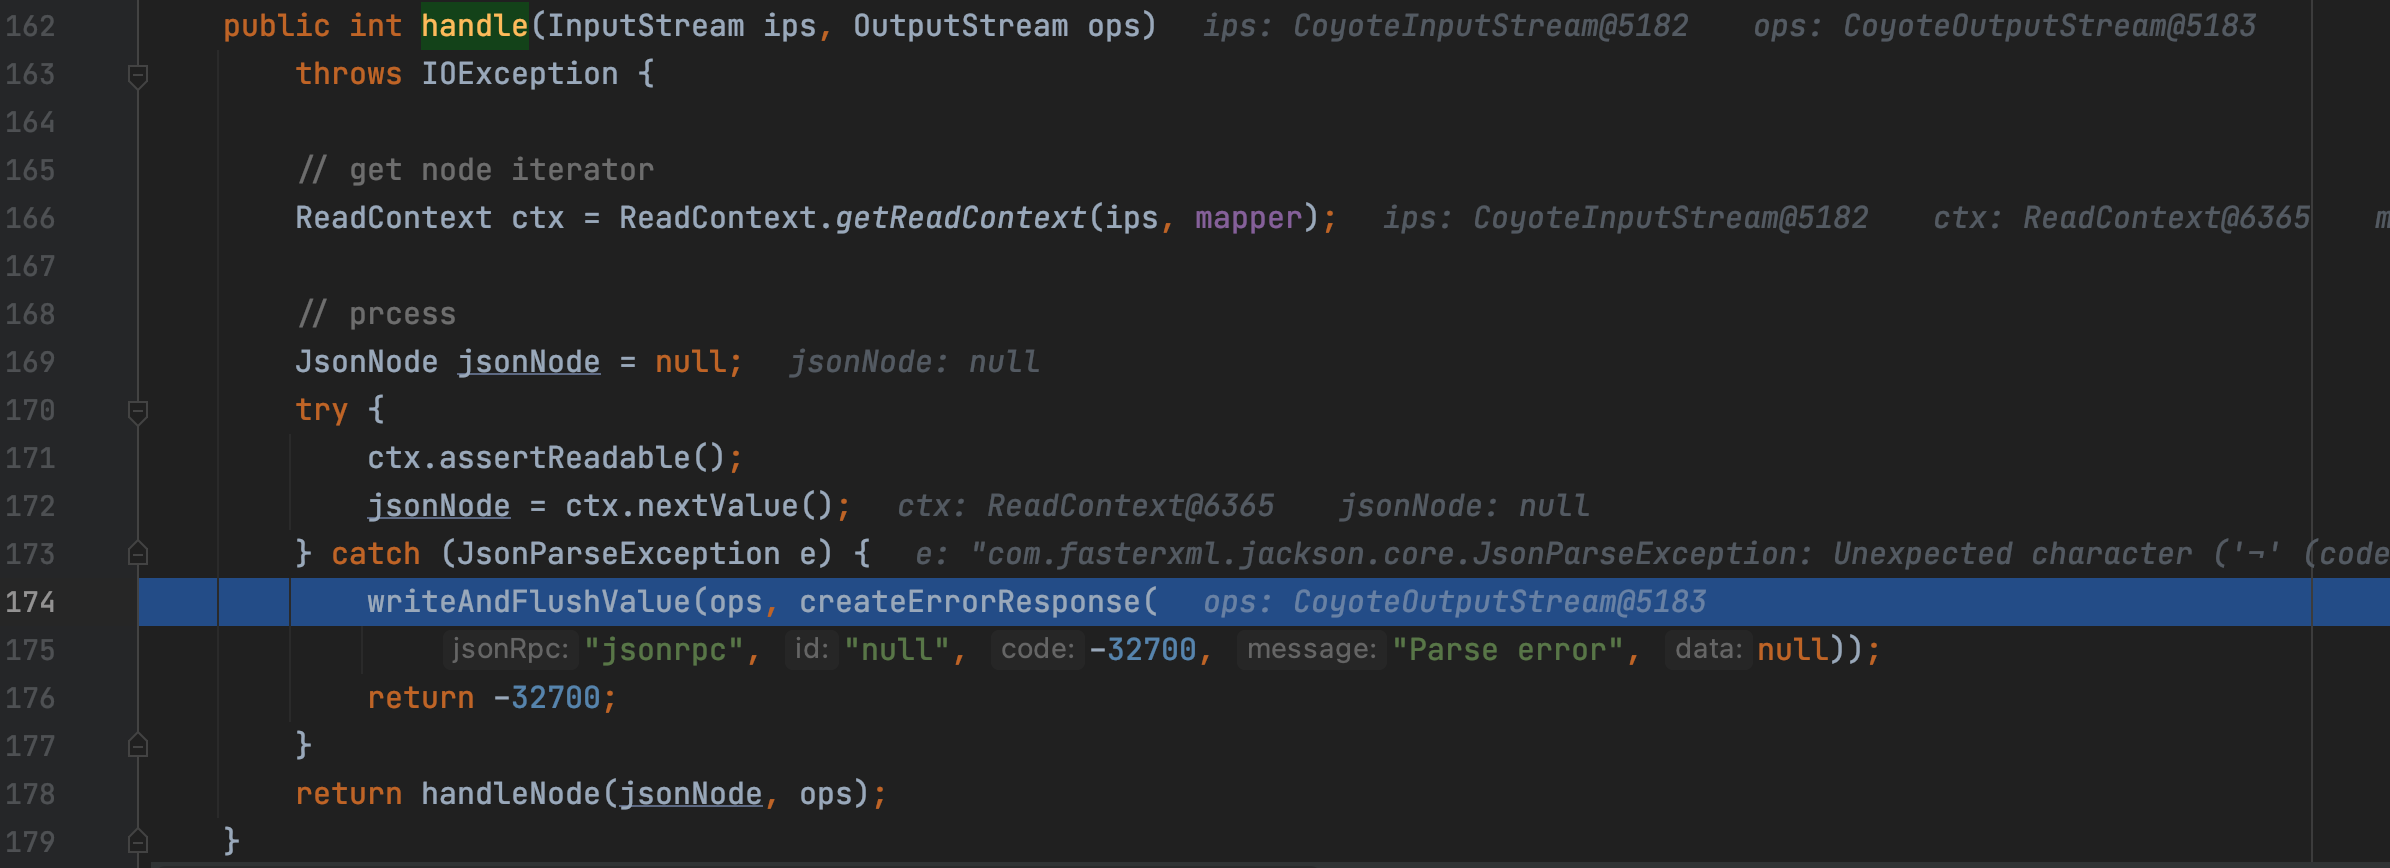 162 public int handle(InputStream ips, OutputStream ops) ips: CoyoteInputStream@5182 ops: CoyoteOutputStream@5183
163 throws IOException {
164
165 // get node iterator
166 ReadContext ctx = ReadContext.getReadContext(ips, mapper); ips: CoyoteInputStream@5182 ctx: ReadContext@6365
167
168 // prcess
169 JsonNode jsonNode = null; jsonNode: null
170 try {
171 ctx.assertReadable();
172 jsonNode = ctx.nextValue(); ctx: ReadContext@6365 jsonNode: null
173 } catch (JsonParseException e) { e: "com.fasterxml.jackson.core.JsonParseException: Unexpected character ('¬' (code
174 writeAndFlushValue(ops, createErrorResponse( ops: CoyoteOutputStream@5183
175 jsonRpc: "jsonrpc", id: "null", code: -32700, message: "Parse error", data: null));
176 return -32700;
177 }
178 return handleNode(jsonNode, ops);
179 }